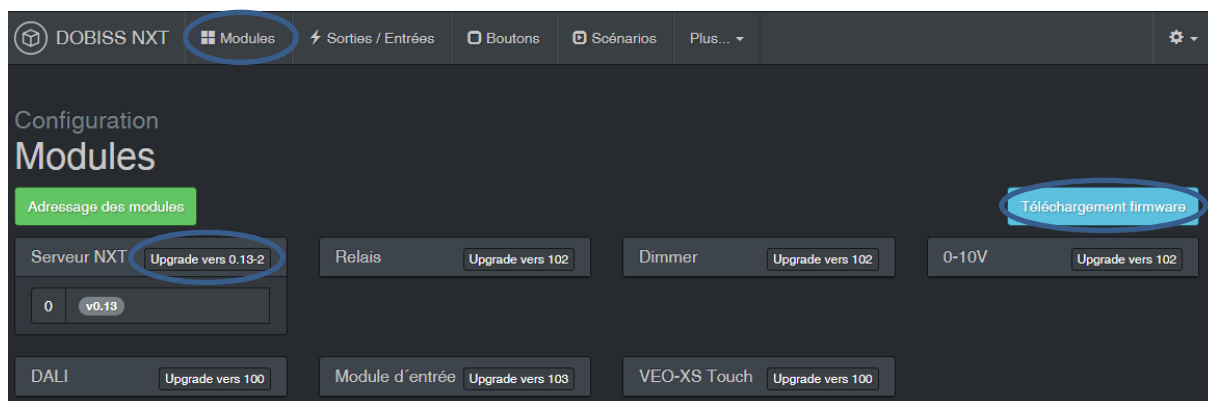 DOBISS NXT Modules Sorties / Entrées Boutons Scénarios Plus...
Configuration
Modules
Adressage des modules Téléchargement firmware
Serveur NXT Upgrade vers 0.13-2 Relais Upgrade vers 102 Dimmer Upgrade vers 102 0-10V Upgrade vers 102
0 v0.13
DALI Upgrade vers 100 Module d´entrée Upgrade vers 103 VEO-XS Touch Upgrade vers 100